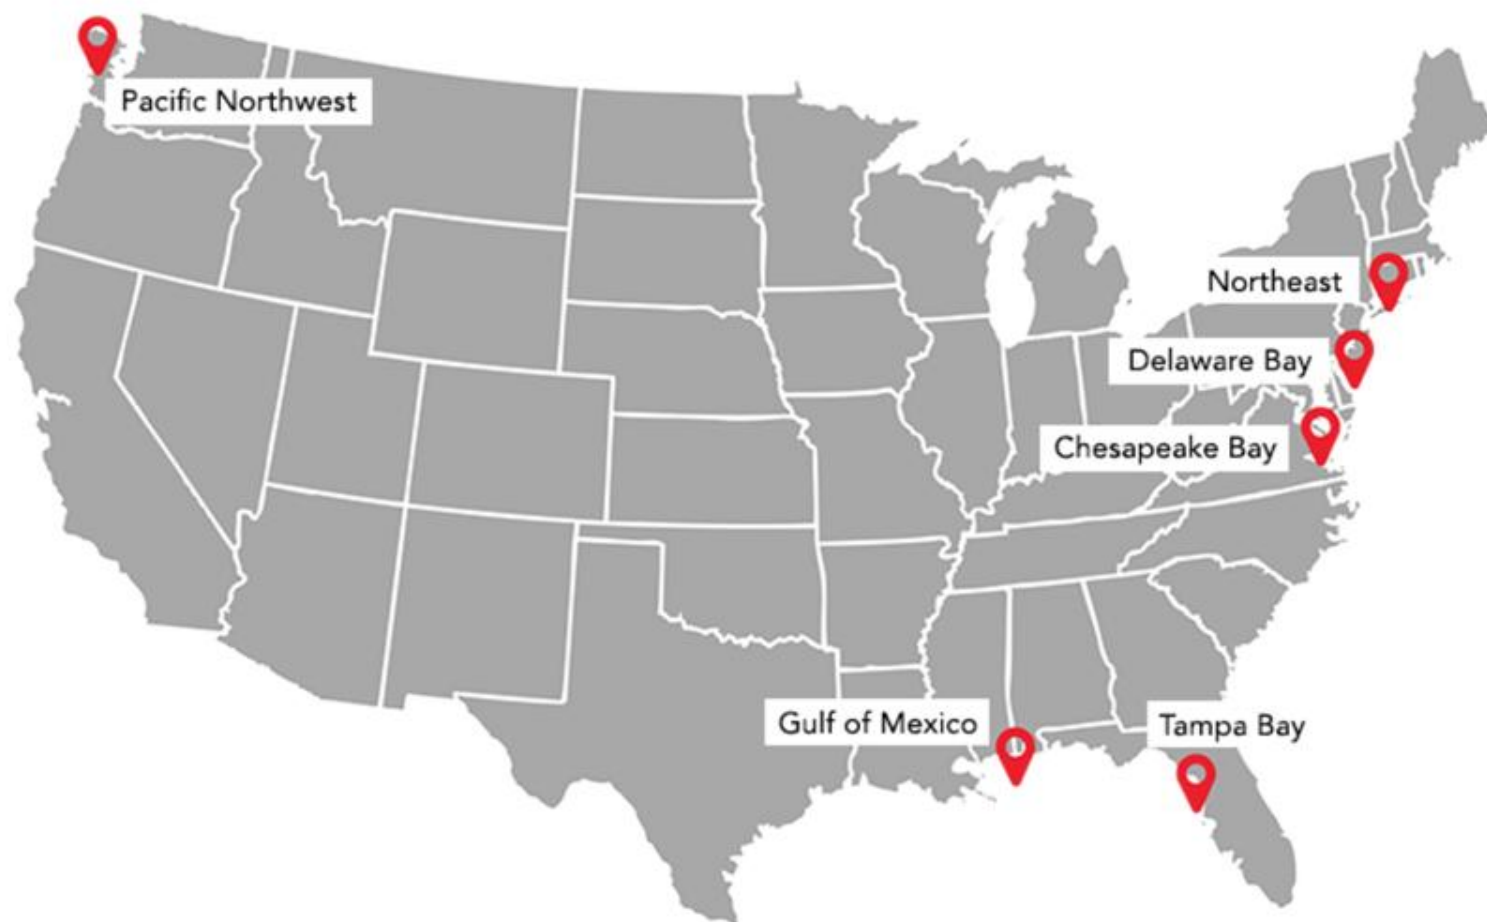 Pacific Northwest
Northeast
Delaware Bay
Chesapeake Bay
Gulf of Mexico
Tampa Bay